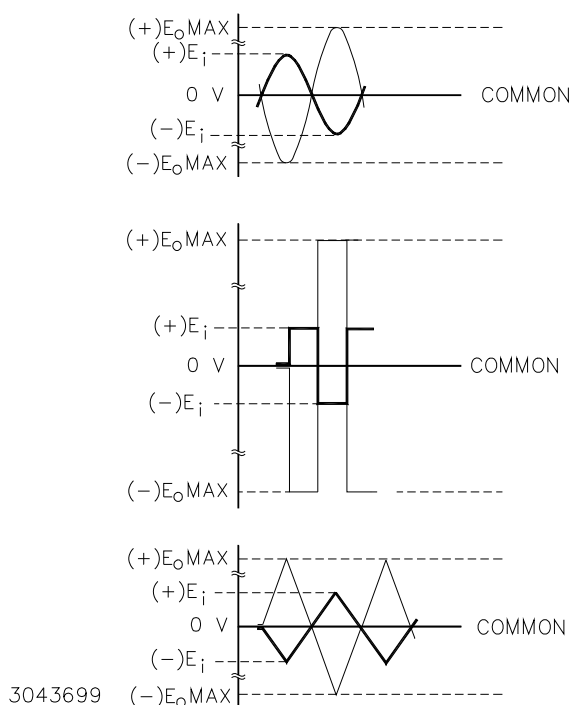 (+)EoMAX
(+)Ei
0 V
COMMON
(−)Ei
(−)EoMAX
(+)EoMAX
(+)Ei
0 V
COMMON
(−)Ei
(−)EoMAX
(+)EoMAX
(+)Ei
0 V
COMMON
(−)Ei
3043699
(−)EoMAX